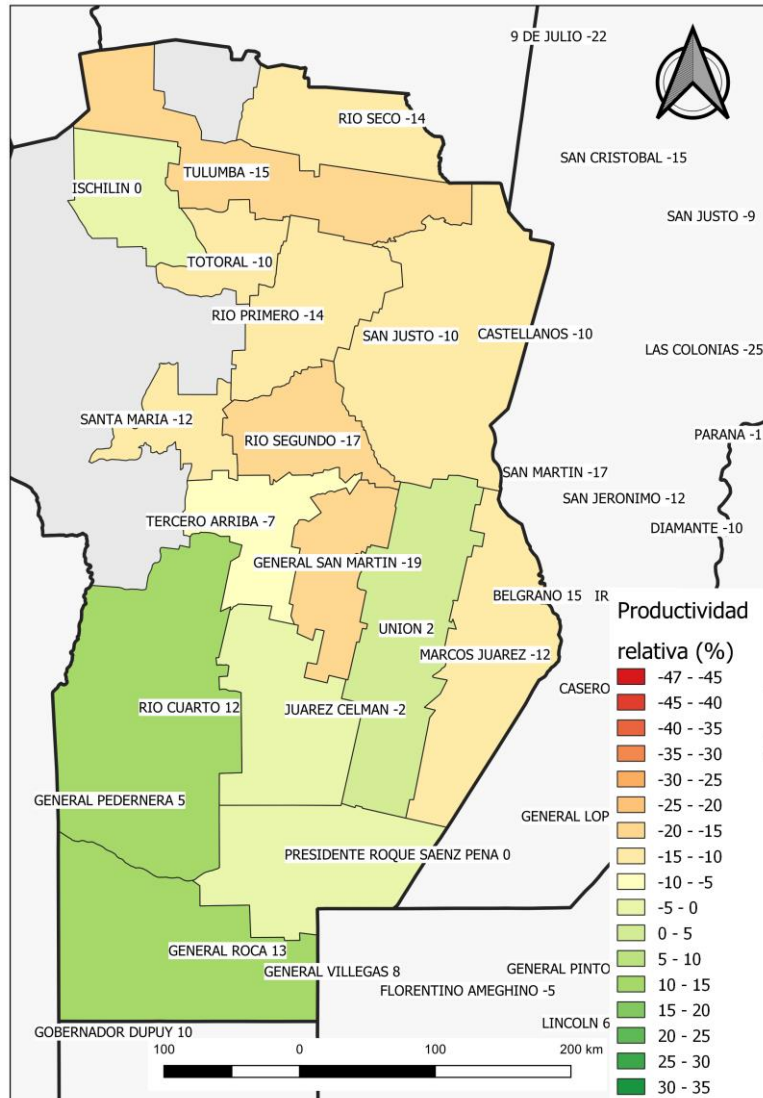 9 DE JULIO -22
RIO SECO -14
SAN CRISTOBAL -15
TULUMBA -15
ISCHILIN 0
SAN JUSTO -9
TOTORAL -10
RIO PRIMERO -14
SAN JUSTO -10
CASTELLANOS -10
LAS COLONIAS -25
SANTA MARIA -12
RIO SEGUNDO -17
PARANA -1
SAN MARTIN -17
SAN JERONIMO -12
TERCERO ARRIBA -7
DIAMANTE -10
GENERAL SAN MARTIN -19
BELGRANO 15
IR
UNION 2
MARCOS JUAREZ -12
CASERO
RIO CUARTO 12
JUAREZ CELMAN -2
GENERAL PEDERNERA 5
GENERAL LOP
PRESIDENTE ROQUE SAENZ PENA 0
GENERAL ROCA 13
GENERAL VILLEGAS 8
GENERAL PINTO
FLORENTINO AMEGHINO -5
LINCOLN 6
GOBERNADOR DUPUY 10
Productividad
relativa (%)
-47 - -45
-45 - -40
-40 - -35
-35 - -30
-30 - -25
-25 - -20
-20 - -15
-15 - -10
-10 - -5
-5 - 0
0 - 5
5 - 10
10 - 15
15 - 20
20 - 25
25 - 30
30 - 35
100 0 100 200 km